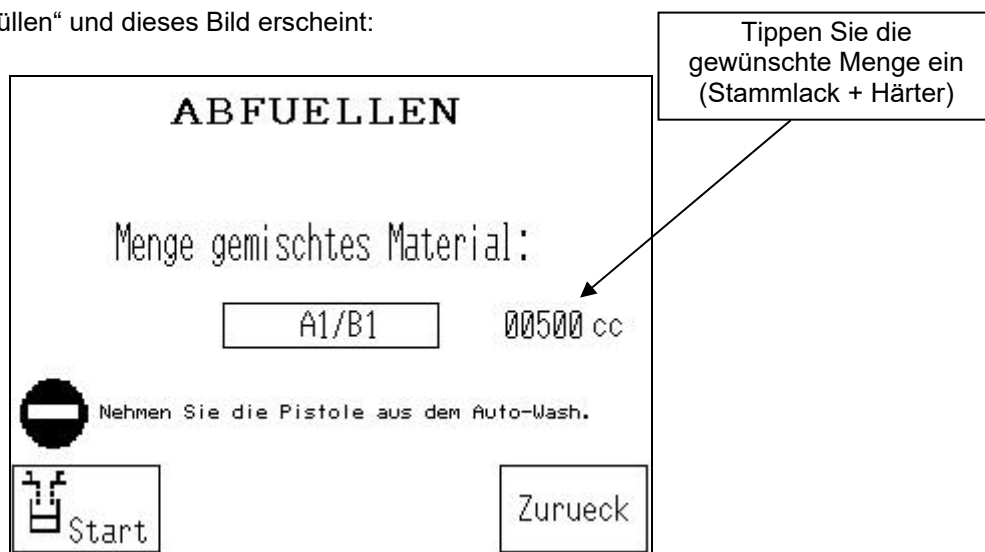 üllen“ und dieses Bild erscheint:
Tippen Sie die
gewünschte Menge ein
(Stammlack + Härter)
ABFUELLEN
Menge gemischtes Material:
A1/B1 00500 cc
Nehmen Sie die Pistole aus dem Auto-Wash.
Start Zurueck